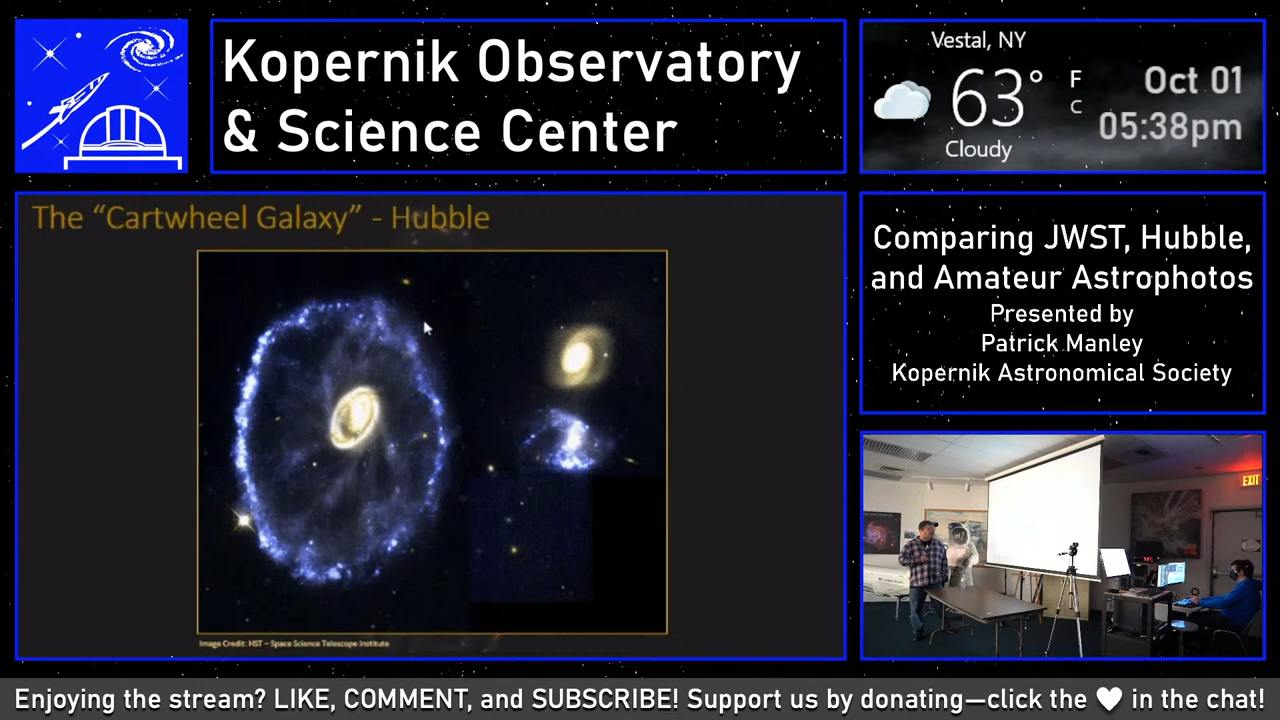 Kopernik Observatory
& Science Center
Vestal, NY
63° F
C
Cloudy
Oct 01
05:38pm
The “Cartwheel Galaxy” - Hubble
Image Credit: HST – Space Science Telescope Institute
Comparing JWST, Hubble,
and Amateur Astrophotos
Presented by
Patrick Manley
Kopernik Astronomical Society
EXIT
Enjoying the stream? LIKE, COMMENT, and SUBSCRIBE! Support us by donating—click the ♥ in the chat!